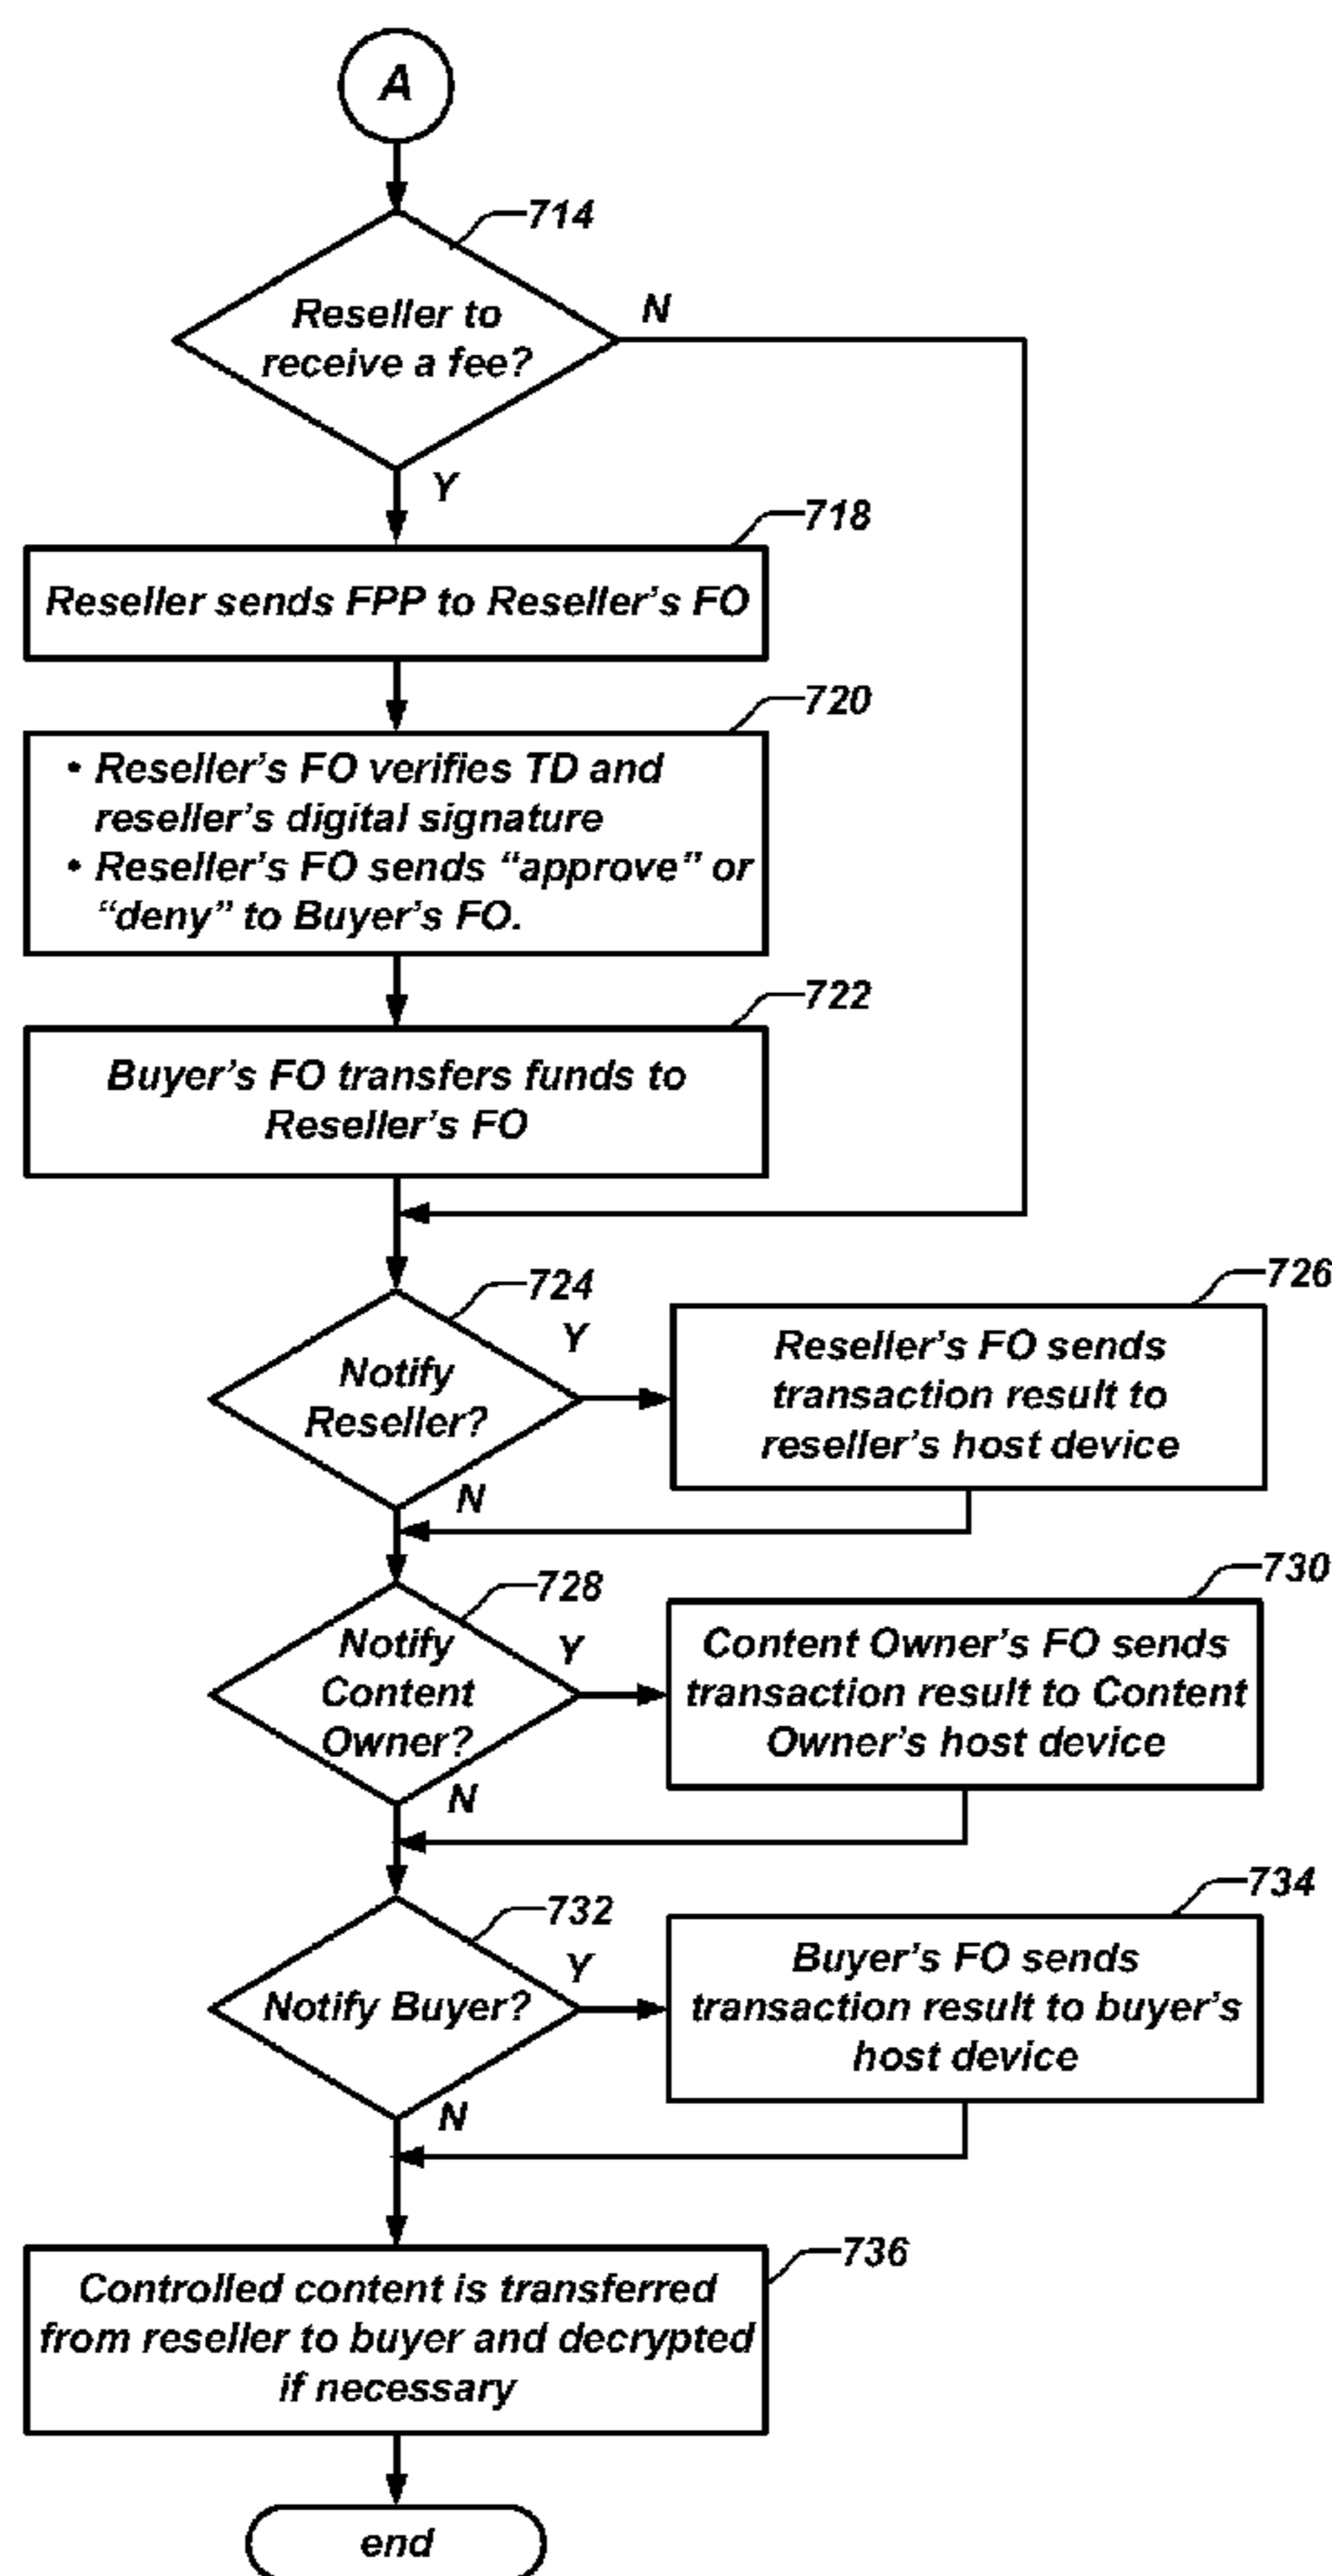 A
714
Reseller to
receive a fee?
N
Y
718
Reseller sends FPP to Reseller's FO
720
• Reseller's FO verifies TD and
reseller's digital signature
• Reseller's FO sends “approve” or
“deny” to Buyer's FO.
722
Buyer's FO transfers funds to
Reseller's FO
724
Notify
Reseller?
Y
N
726
Reseller's FO sends
transaction result to
reseller's host device
728
Notify
Content
Owner?
Y
N
730
Content Owner's FO sends
transaction result to Content
Owner's host device
732
Notify Buyer?
Y
N
734
Buyer's FO sends
transaction result to buyer's
host device
736
Controlled content is transferred
from reseller to buyer and decrypted
if necessary
end